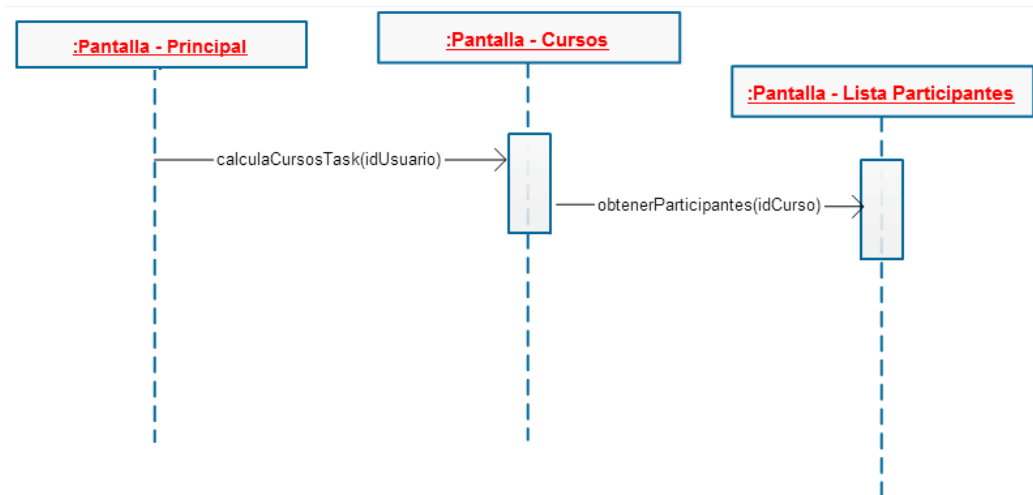 :Pantalla - Principal
:Pantalla - Cursos
:Pantalla - Lista Participantes
calculaCursosTask(idUsuario)
obtenerParticipantes(idCurso)